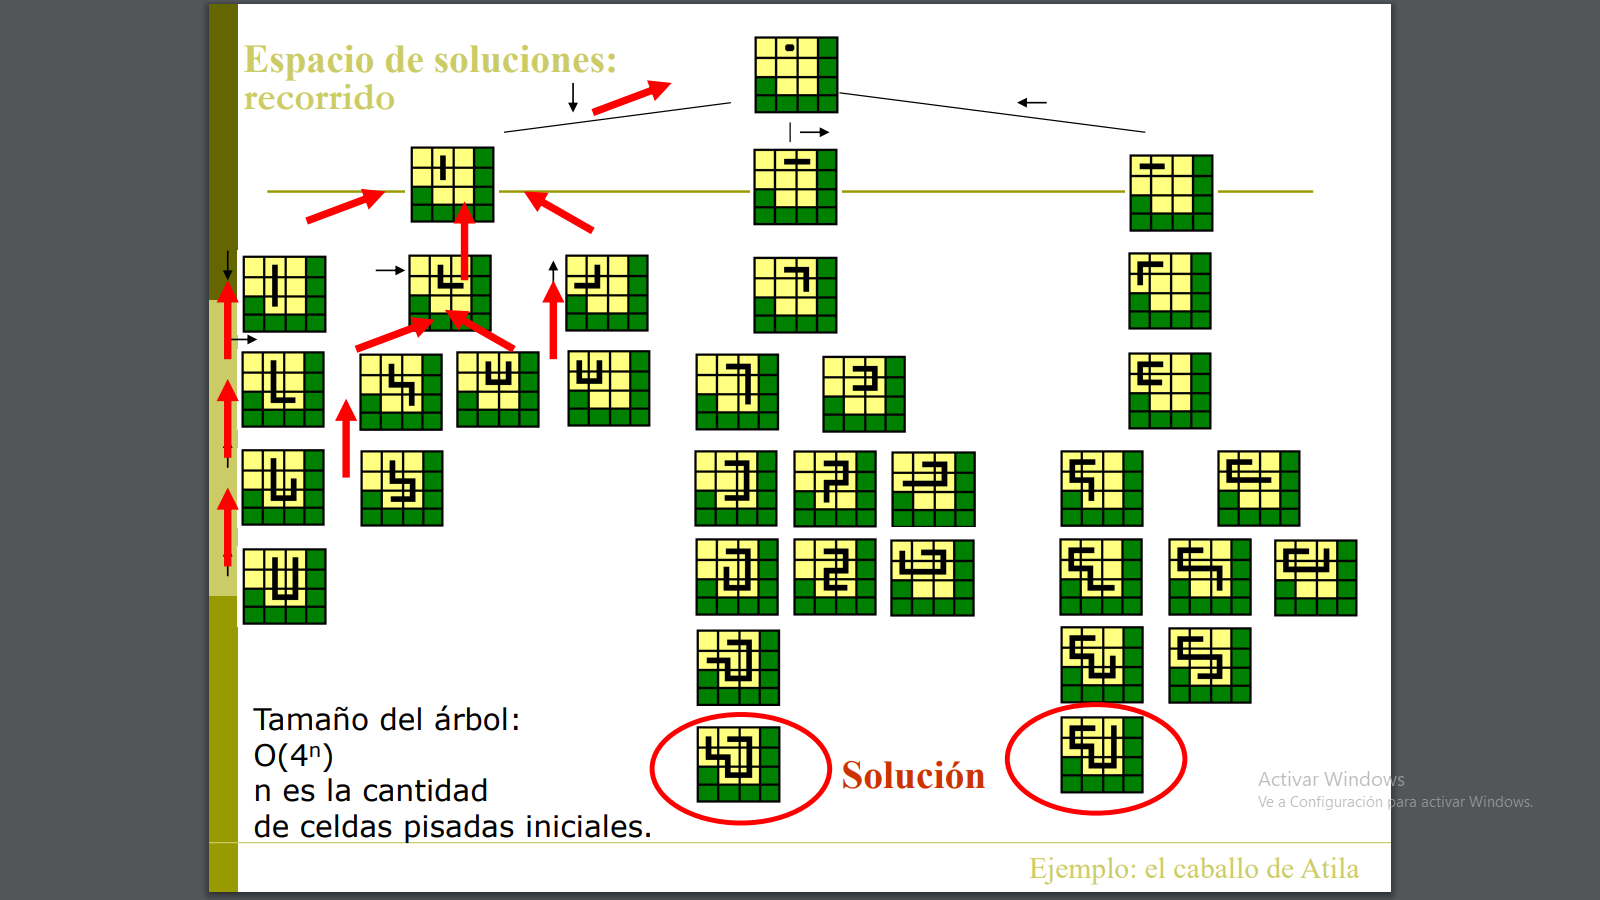 Espacio de soluciones:
recorrido
Tamaño del árbol:
O(4ⁿ)
n es la cantidad
de celdas pisadas iniciales.
Solución
Activar Windows
Ve a Configuración para activar Windows.
Ejemplo: el caballo de Atila